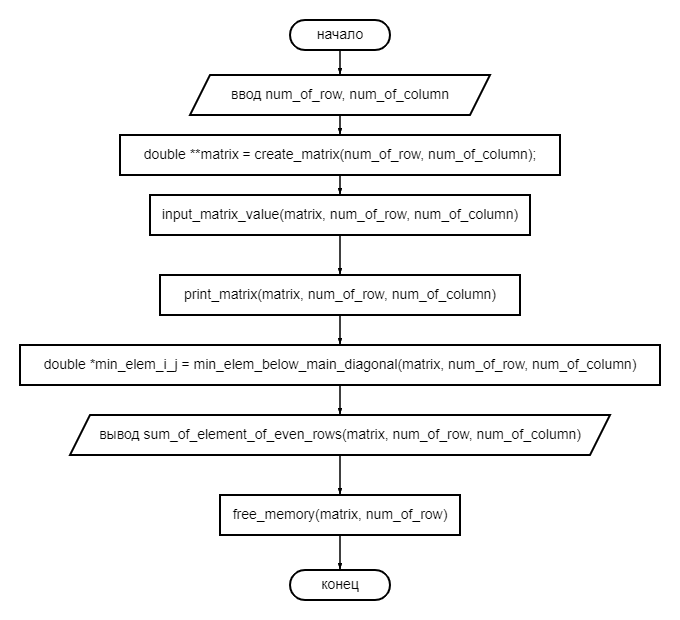 начало
ввод num_of_row, num_of_column
double **matrix = create_matrix(num_of_row, num_of_column);
input_matrix_value(matrix, num_of_row, num_of_column)
print_matrix(matrix, num_of_row, num_of_column)
double *min_elem_i_j = min_elem_below_main_diagonal(matrix, num_of_row, num_of_column)
вывод sum_of_element_of_even_rows(matrix, num_of_row, num_of_column)
free_memory(matrix, num_of_row)
конец